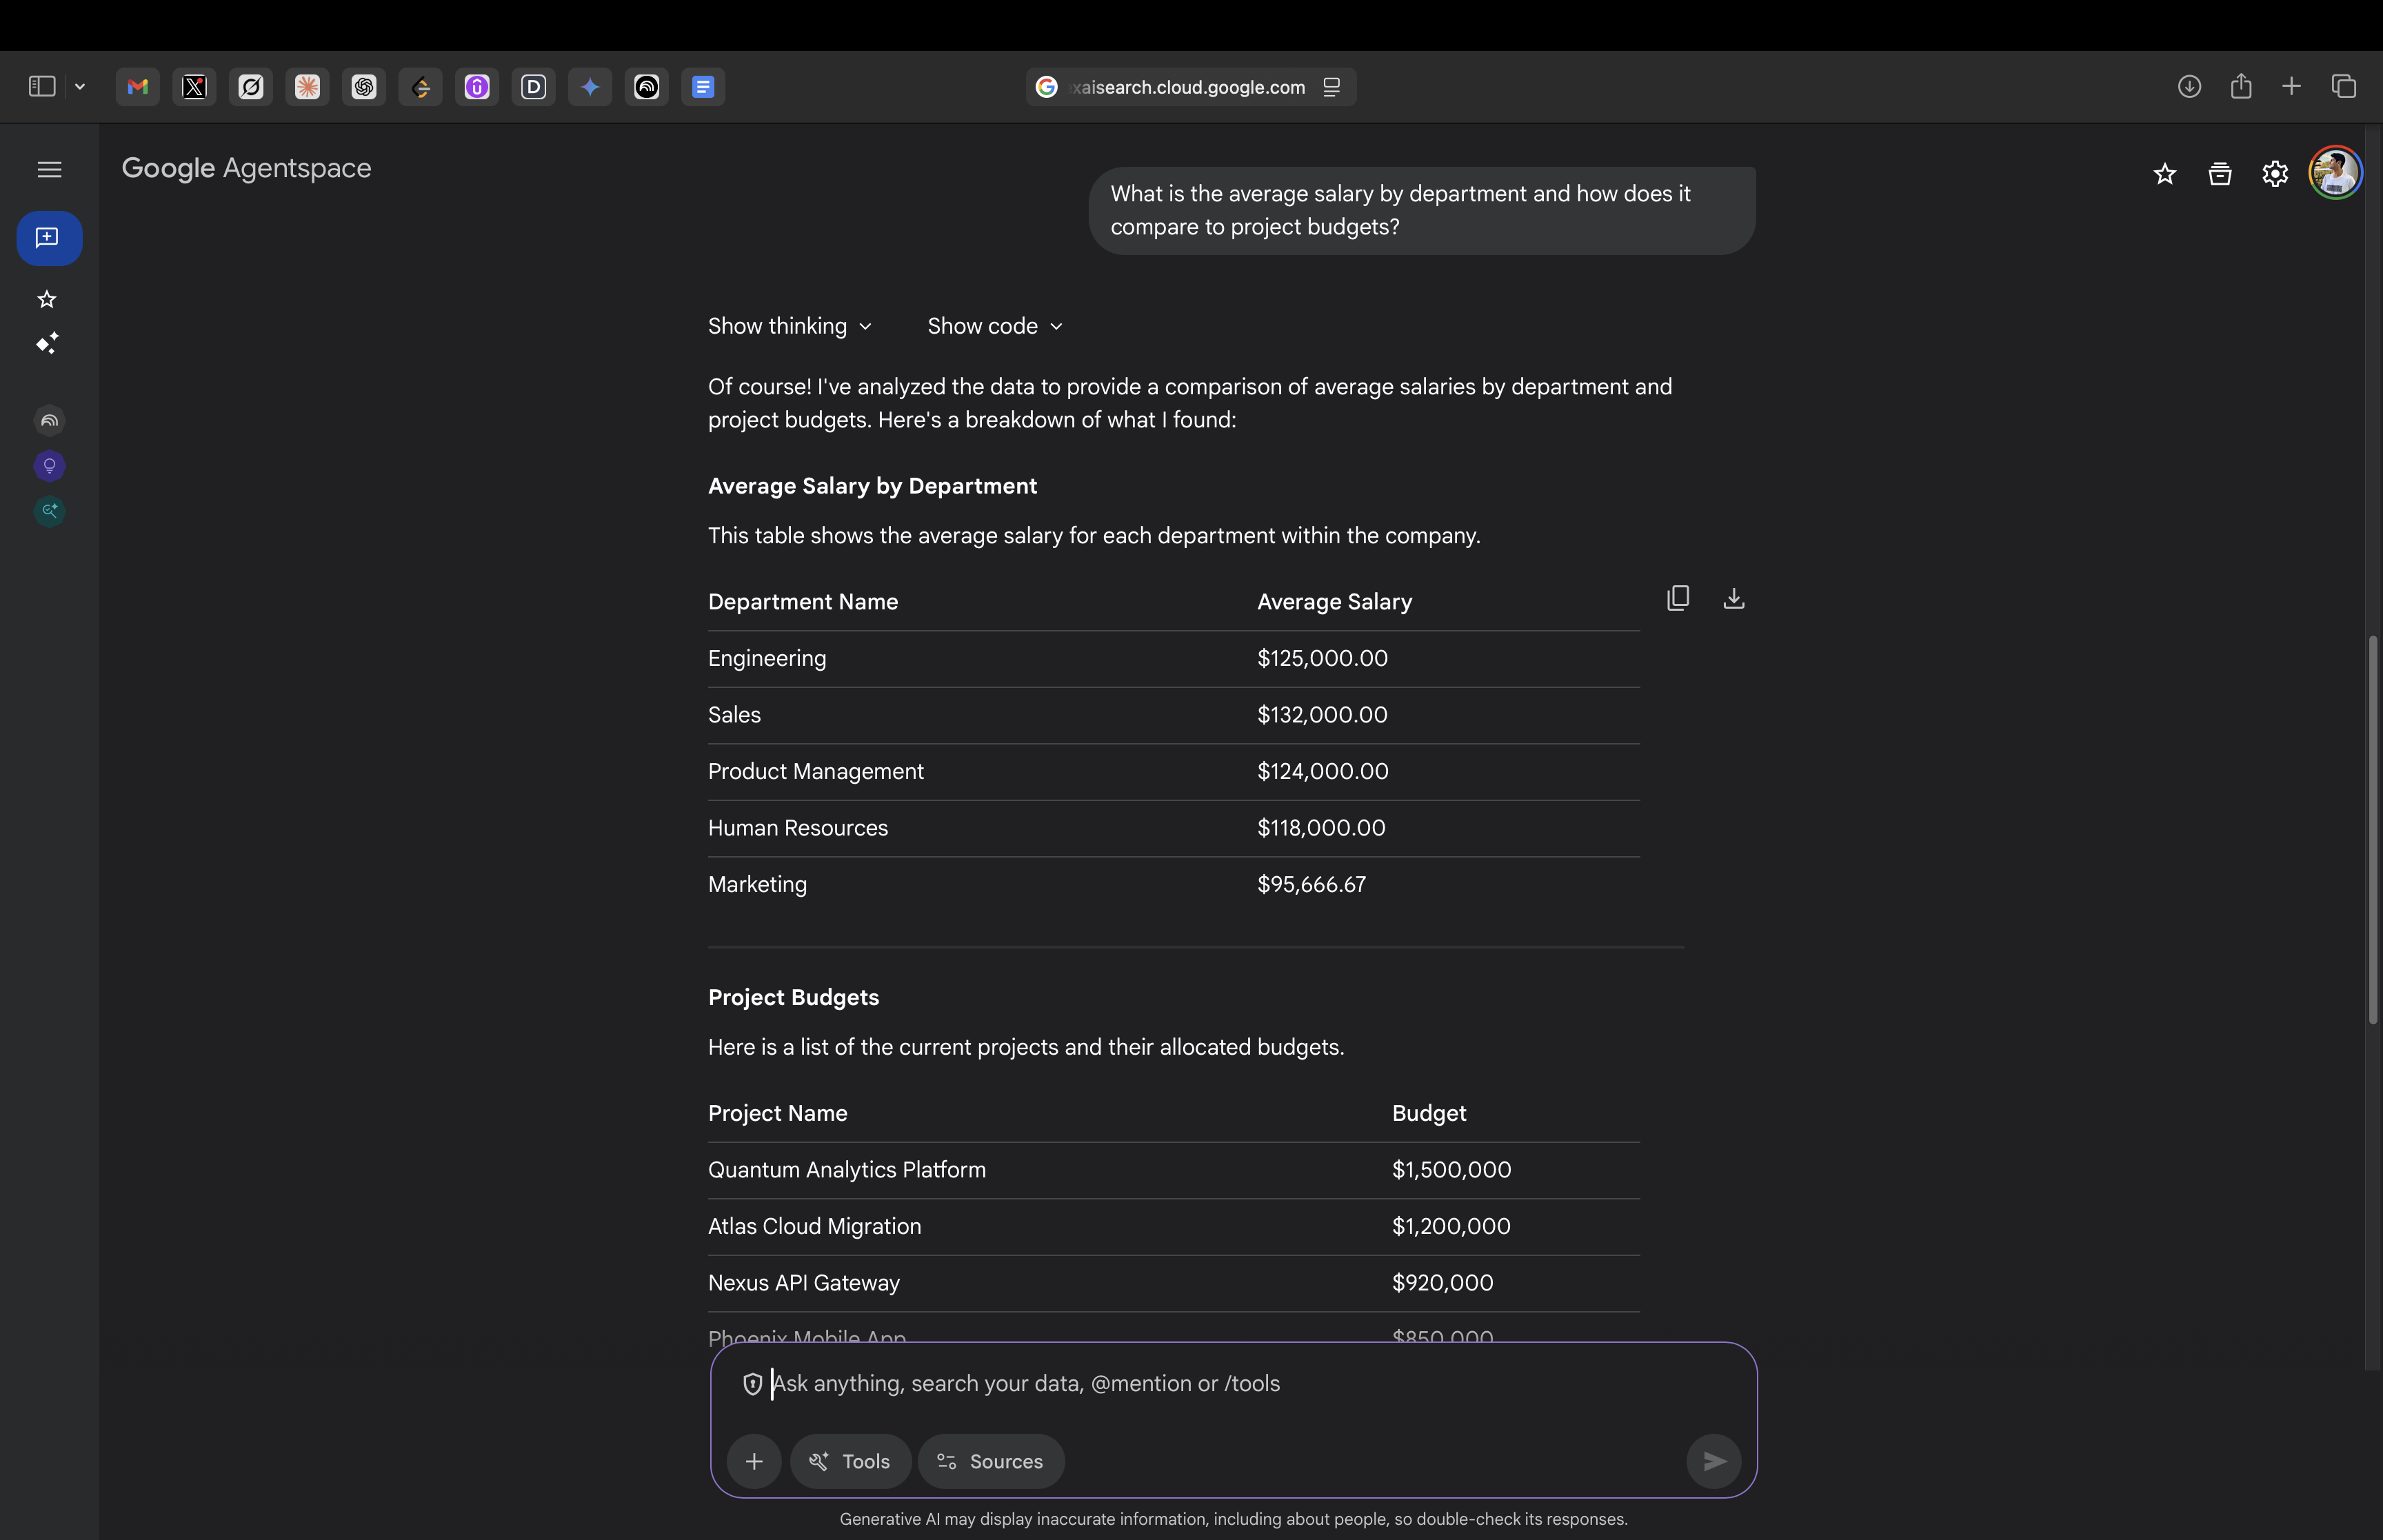 xaisearch.cloud.google.com
Google Agentspace
What is the average salary by department and how does it
compare to project budgets?
Show thinking
Show code
Of course! I've analyzed the data to provide a comparison of average salaries by department and
project budgets. Here's a breakdown of what I found:
Average Salary by Department
This table shows the average salary for each department within the company.
Department Name Average Salary
Engineering $125,000.00
Sales $132,000.00
Product Management $124,000.00
Human Resources $118,000.00
Marketing $95,666.67
Project Budgets
Here is a list of the current projects and their allocated budgets.
Project Name Budget
Quantum Analytics Platform $1,500,000
Atlas Cloud Migration $1,200,000
Nexus API Gateway $920,000
Phoenix Mobile App $850,000
Ask anything, search your data, @mention or /tools
Tools
Sources
Generative AI may display inaccurate information, including about people, so double-check its responses.